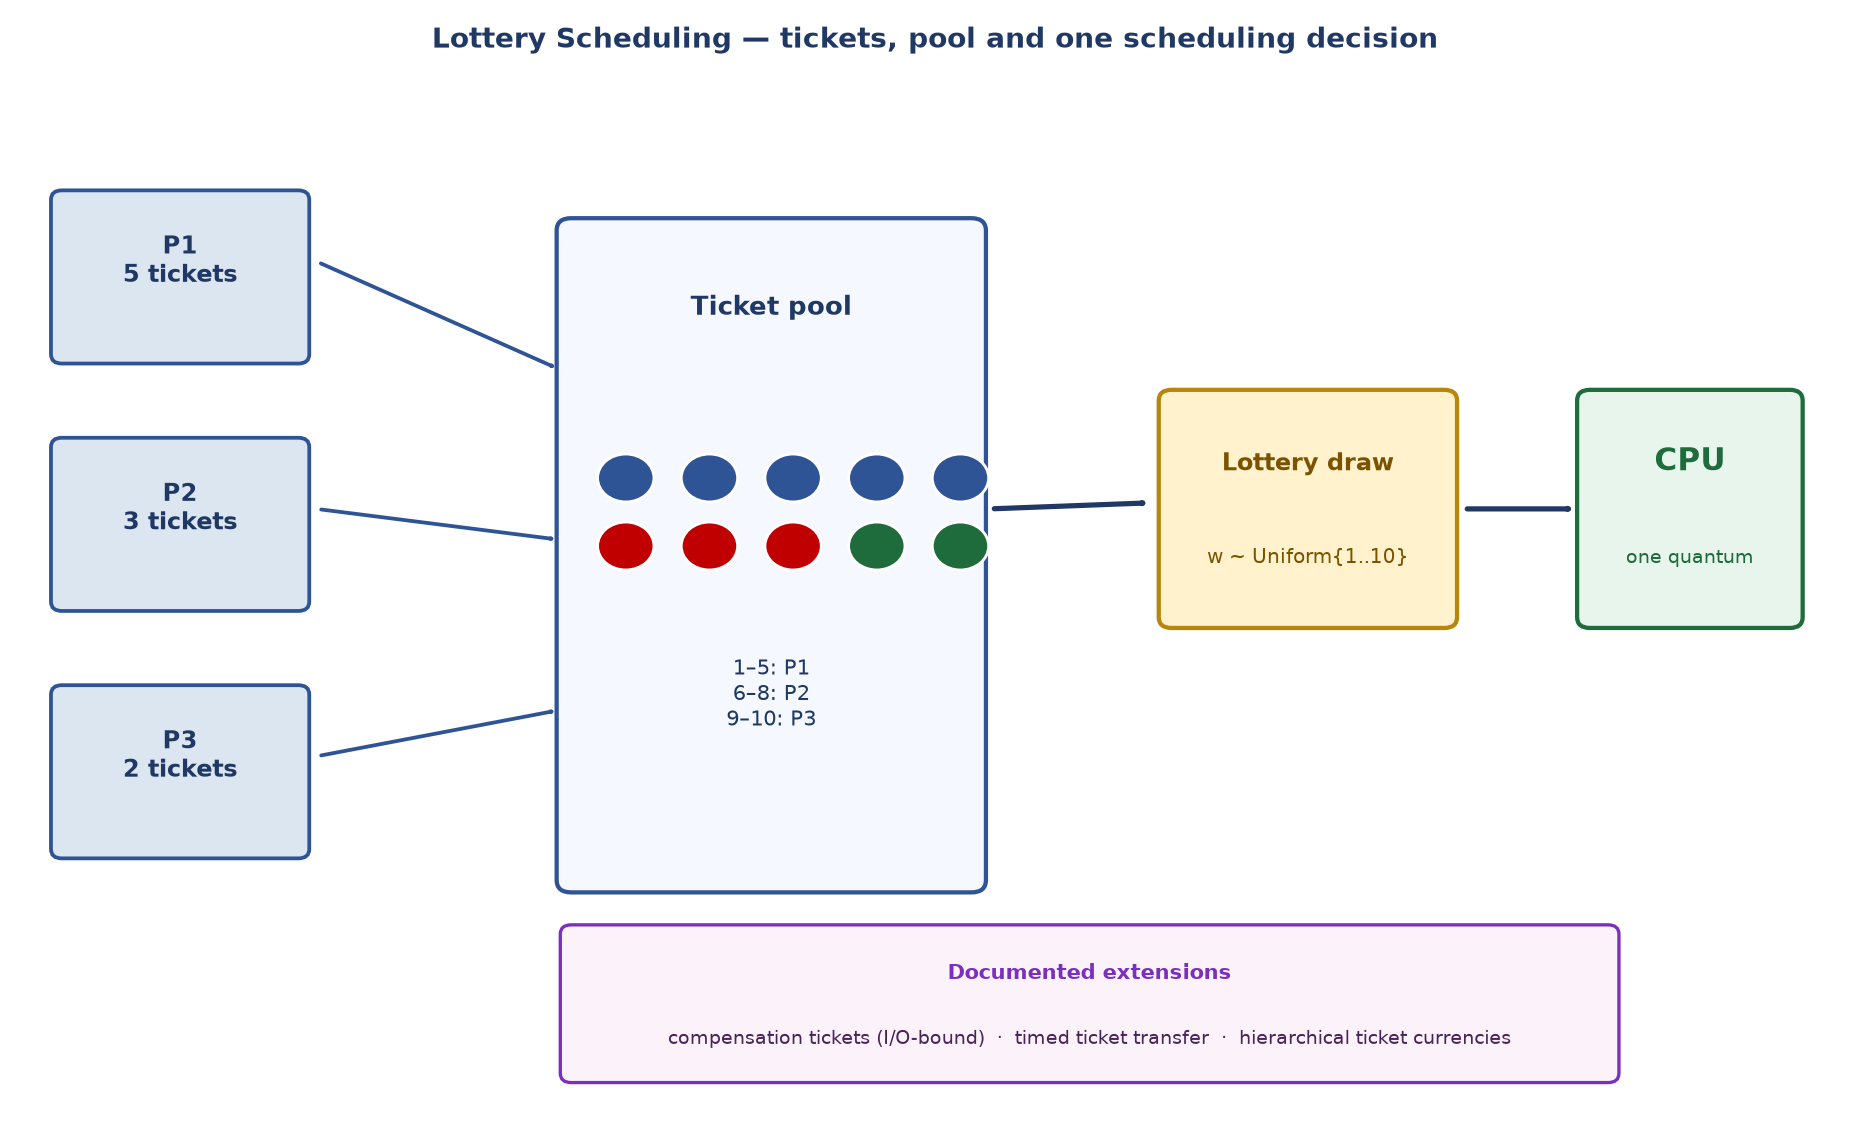 Lottery Scheduling — tickets, pool and one scheduling decision
P1
5 tickets
P2
3 tickets
P3
2 tickets
Ticket pool
1–5: P1
6–8: P2
9–10: P3
Lottery draw
w ~ Uniform{1..10}
CPU
one quantum
Documented extensions
compensation tickets (I/O-bound) · timed ticket transfer · hierarchical ticket currencies